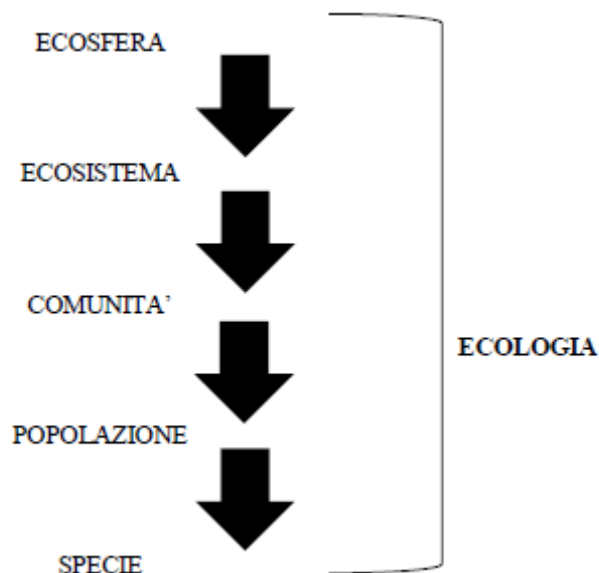 ECOSFERA
ECOSISTEMA
COMUNITA’
ECOLOGIA
POPOLAZIONE
SPECIE